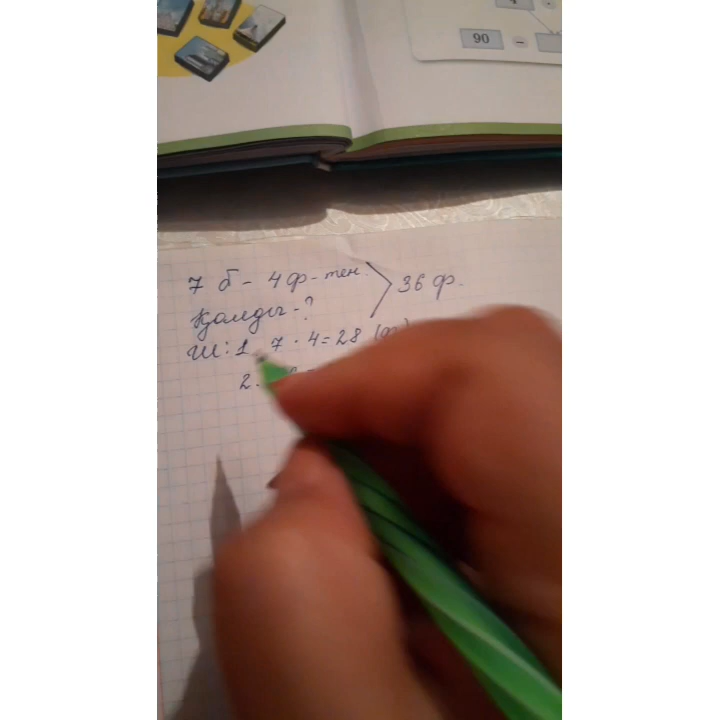 90 -
7 б - 4 ф - тен.
Қалды - ?
36 ф.
Ш: 1. 7 · 4 = 28 (ф)
2.